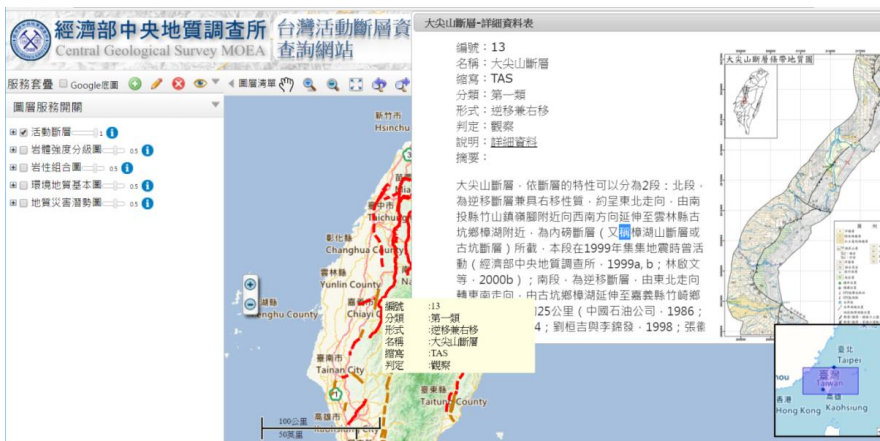 經濟部中央地質調查所
Central Geological Survey MOEA
台灣活動斷層資
查詢網站
服務套疊 Google底圖
圖層清單
圖層服務開關
活動斷層 1
岩體強度分級圖 0.5
岩性組合圖 0.5
環境地質基本圖 0.5
地質災害潛勢圖 0.5
新竹市
Hsinchu
臺中市
Taichung
彰化縣
Changhua County
雲林縣
Yunlin County
湖縣
enghu County
嘉義
Chiayi C
臺南市
Tainan City
臺東縣
Taitung County
高雄市
Kaohsiung City
100公里
50英里
編號 :13
分類 :第一類
形式 :逆移兼右移
名稱 :大尖山斷層
縮寫 :TAS
判定 :觀察
大尖山斷層-詳細資料表
編號：13
名稱：大尖山斷層
縮寫：TAS
分類：第一類
形式：逆移兼右移
判定：觀察
說明：詳細資料
摘要：
大尖山斷層，依斷層的特性可以分為2段：北段，
為逆移斷層兼具右移性質，約呈東北走向，由南
投縣竹山鎮嶺腳附近向西南方向延伸至雲林縣古
坑鄉樟湖附近，為內磅斷層（又稱樟湖山斷層或
古坑斷層）所截，本段在1999年集集地震時曾活
動（經濟部中央地質調查所，1999a, b；林啟文
等，2000b）；南段，為逆移斷層，由東北走向
轉東南走向，由古坑鄉樟湖延伸至嘉義縣竹崎鄉
25公里（中國石油公司，1986；
4；劉桓吉與李錦發，1998；張衝
大尖山斷層條帶地質圖
臺北
Taipei
臺灣
Taiwan
香港
Hong Kong
高雄
Kaohsiung